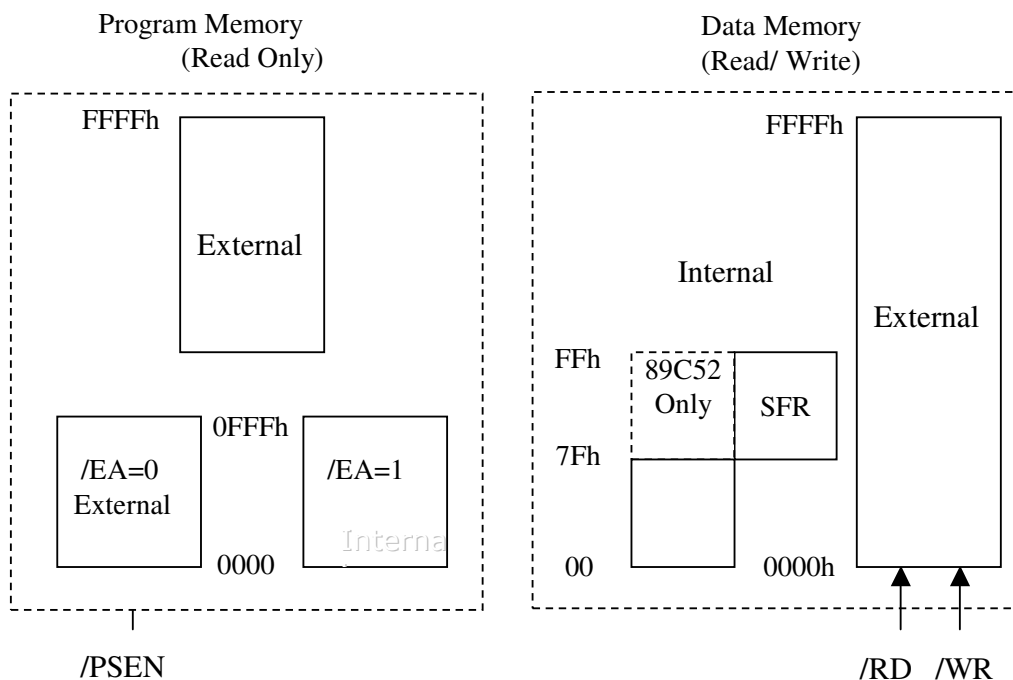 Program Memory
(Read Only)
FFFFh
External
0FFFh
/EA=0
External
/EA=1
Interna
0000
/PSEN
Data Memory
(Read/ Write)
FFFFh
Internal
External
FFh
89C52
Only
SFR
7Fh
00
0000h
/RD /WR